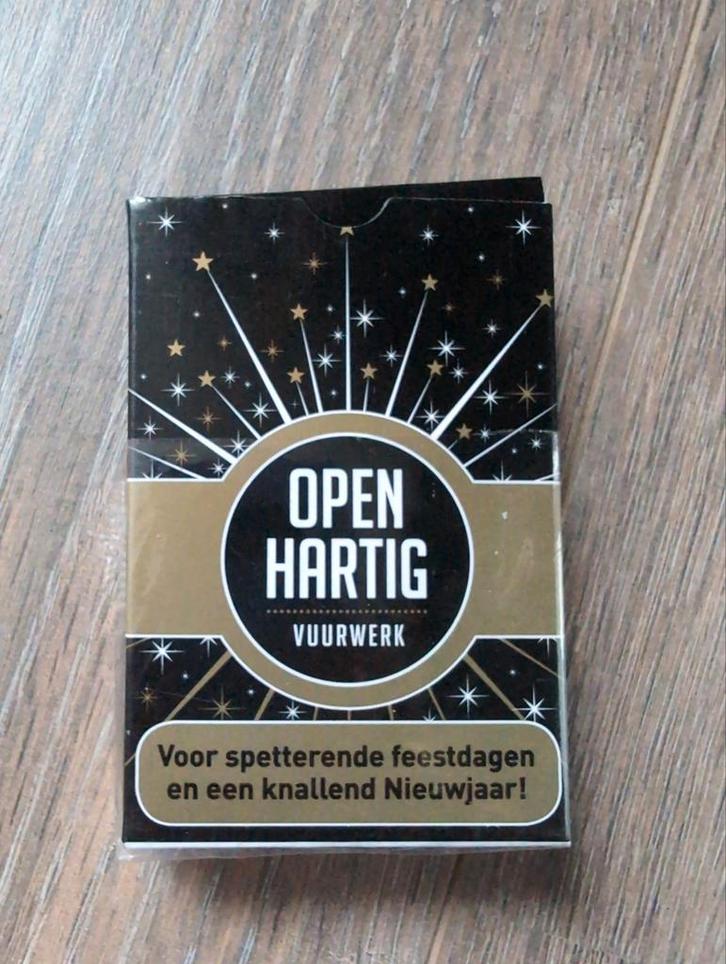 OPEN
HARTIG
VUURWERK
Voor spetterende feestdagen
en een knallend Nieuwjaar!